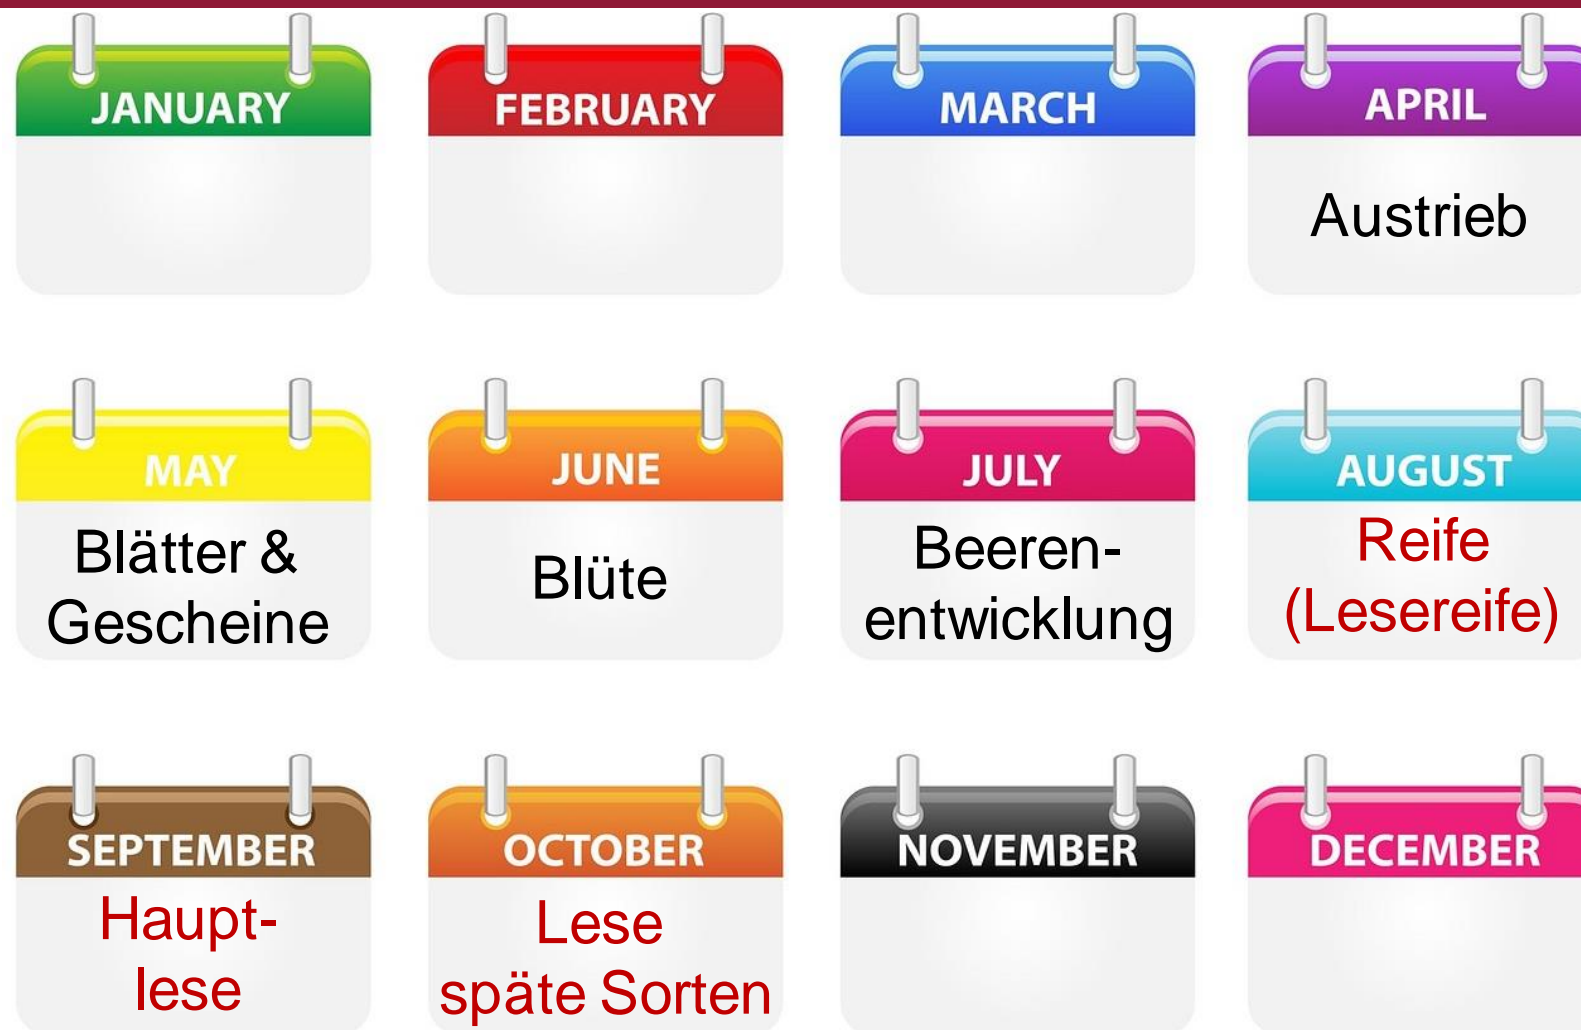 JANUARY
FEBRUARY
MARCH
APRIL
Austrieb
MAY
JUNE
JULY
AUGUST
Blätter &
Gescheine
Blüte
Beeren-
entwicklung
Reife
(Lesereife)
SEPTEMBER
OCTOBER
NOVEMBER
DECEMBER
Haupt-
lese
Lese
späte Sorten